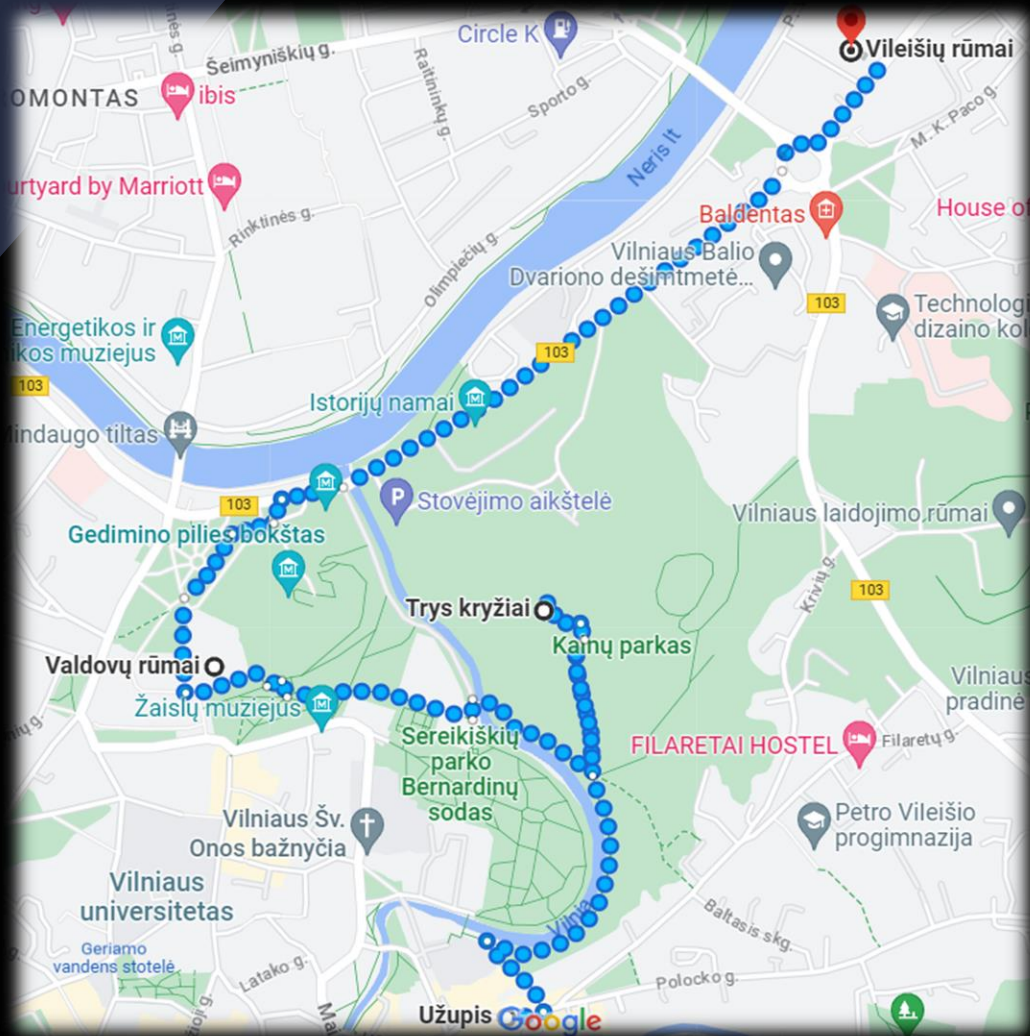 Circle K
Vileišių rūmai
Šeimyniškių g.
OMONTAS
ibis
Raitininkų g.
Sporto g.
M. K. Paco g.
Neris lt
urtyard by Marriott
Rinktinės g.
Baldentas
House o
Olimpiečių g.
Vilniaus Balio
Dvariono dešimtmetė...
103
Technolog
dizaino kol
Energetikos ir
ikos muziejus
103
103
Istorijų namai
Mindaugo tiltas
103
Stovėjimo aikštelė
Vilniaus laidojimo rūmai
Gedimino pilies bokštas
Krivių g.
103
Trys kryžiai
Kalnų parkas
Valdovų rūmai
Vilniaus
pradinė
Žaislų muziejus
Sereikiškių
parko
Bernardinų
sodas
FILARETAI HOSTEL
Filaretų g.
Vilniaus Šv.
Onos bažnyčia
Petro Vileišio
progimnazija
Vilniaus
universitetas
Vilnia
Baltasis skg.
Geriamo
vandens stotelė
Latako g.
Polocko g.
Užupis
Google